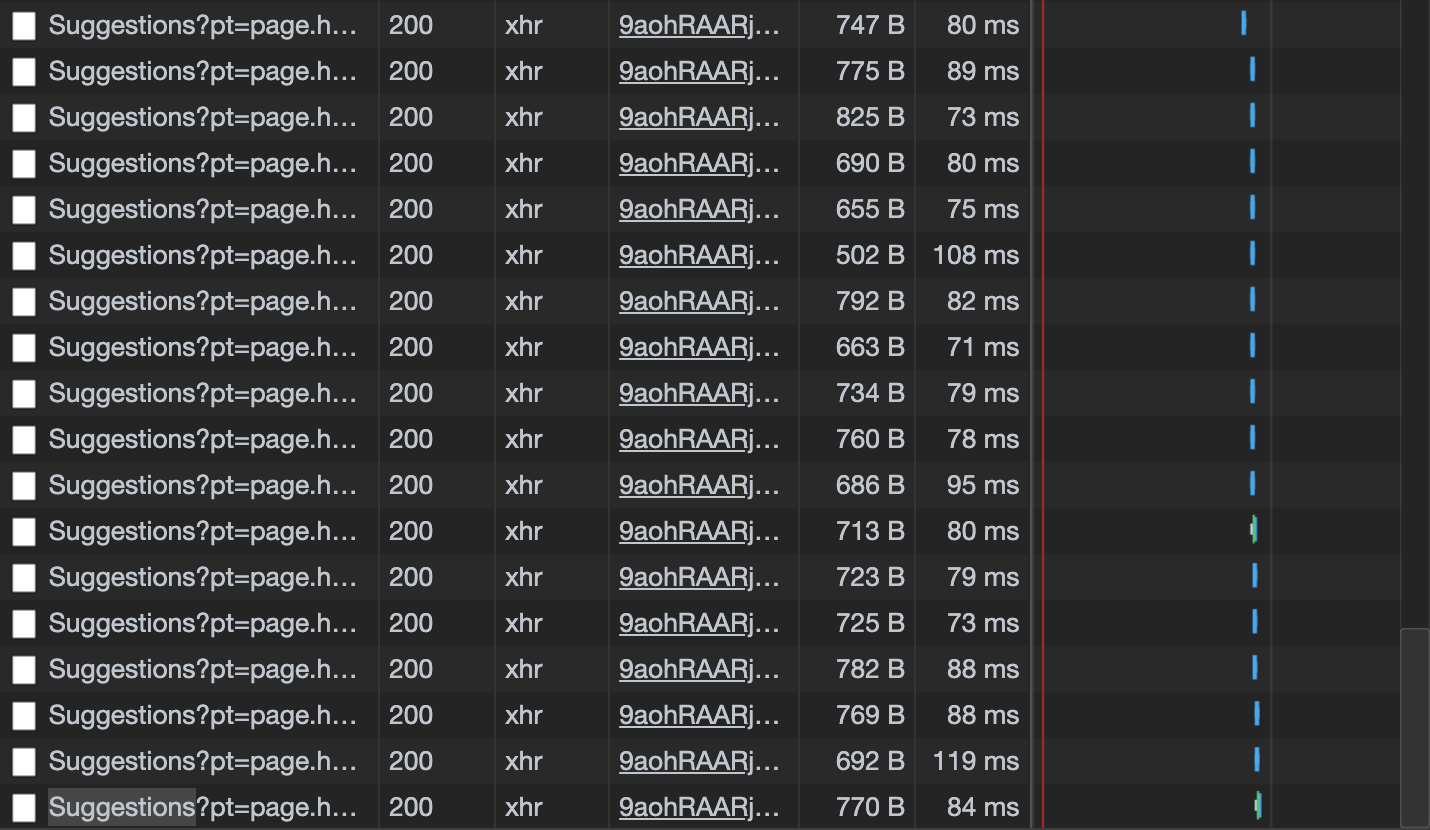 Suggestions?pt=page.h... 200 xhr 9aohRAARj... 747 B 80 ms
Suggestions?pt=page.h... 200 xhr 9aohRAARj... 775 B 89 ms
Suggestions?pt=page.h... 200 xhr 9aohRAARj... 825 B 73 ms
Suggestions?pt=page.h... 200 xhr 9aohRAARj... 690 B 80 ms
Suggestions?pt=page.h... 200 xhr 9aohRAARj... 655 B 75 ms
Suggestions?pt=page.h... 200 xhr 9aohRAARj... 502 B 108 ms
Suggestions?pt=page.h... 200 xhr 9aohRAARj... 792 B 82 ms
Suggestions?pt=page.h... 200 xhr 9aohRAARj... 663 B 71 ms
Suggestions?pt=page.h... 200 xhr 9aohRAARj... 734 B 79 ms
Suggestions?pt=page.h... 200 xhr 9aohRAARj... 760 B 78 ms
Suggestions?pt=page.h... 200 xhr 9aohRAARj... 686 B 95 ms
Suggestions?pt=page.h... 200 xhr 9aohRAARj... 713 B 80 ms
Suggestions?pt=page.h... 200 xhr 9aohRAARj... 723 B 79 ms
Suggestions?pt=page.h... 200 xhr 9aohRAARj... 725 B 73 ms
Suggestions?pt=page.h... 200 xhr 9aohRAARj... 782 B 88 ms
Suggestions?pt=page.h... 200 xhr 9aohRAARj... 769 B 88 ms
Suggestions?pt=page.h... 200 xhr 9aohRAARj... 692 B 119 ms
Suggestions?pt=page.h... 200 xhr 9aohRAARj... 770 B 84 ms